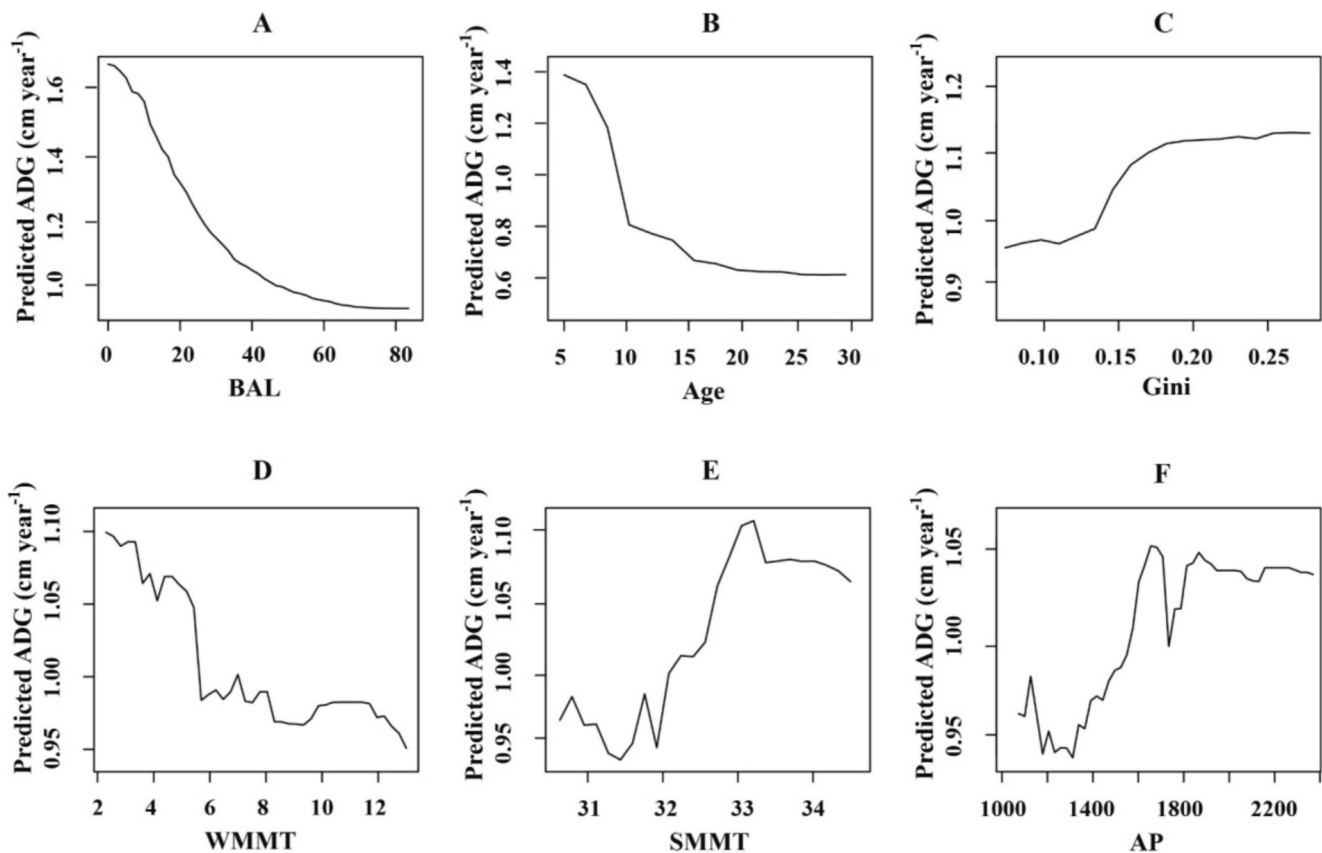 A
Predicted ADG (cm year-1)
1.6
1.4
1.2
1.0
0
20
40
60
80
BAL
B
Predicted ADG (cm year-1)
1.4
1.2
1.0
0.8
0.6
5
10
15
20
25
30
Age
C
Predicted ADG (cm year-1)
1.2
1.1
1.0
0.9
0.10
0.15
0.20
0.25
Gini
D
Predicted ADG (cm year-1)
1.10
1.05
1.00
0.95
2
4
6
8
10
12
WMMT
E
Predicted ADG (cm year-1)
1.10
1.05
1.00
0.95
31
32
33
34
SMMT
F
Predicted ADG (cm year-1)
1.05
1.00
0.95
1000
1400
1800
2200
AP